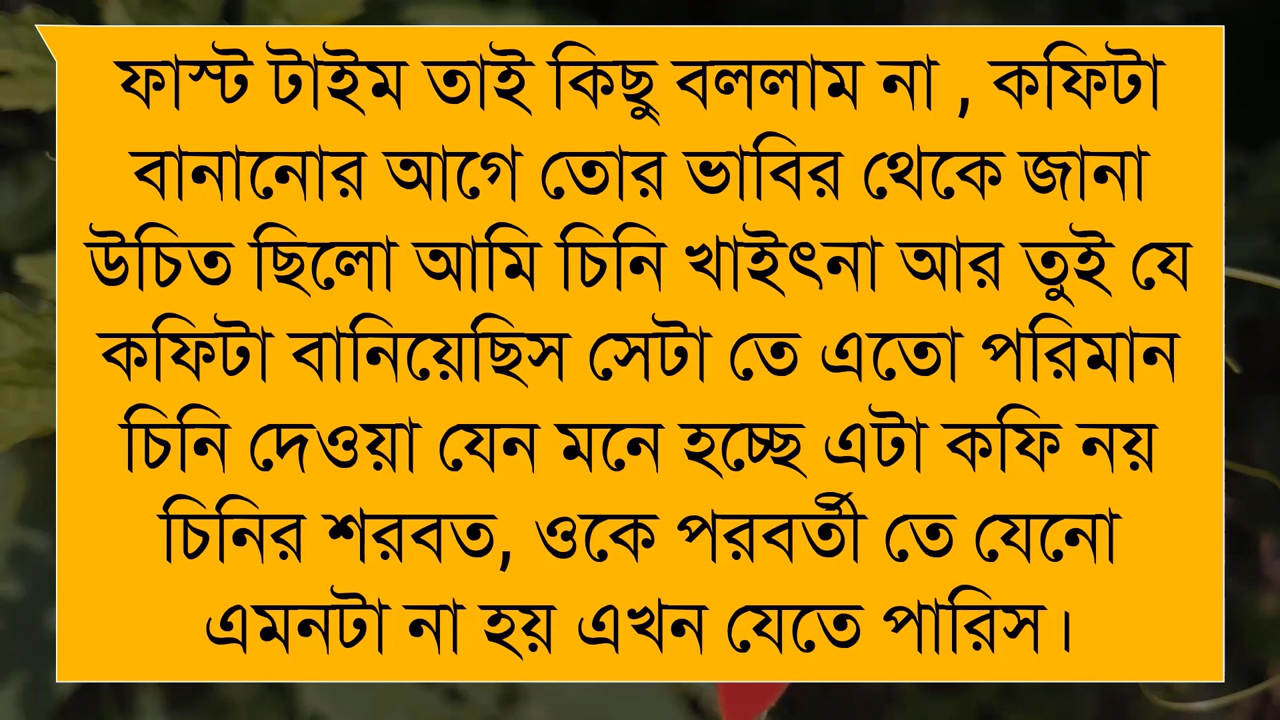 ফাস্ট টাইম তাই কিছু বললাম না , কফিটা
বানানোর আগে তোর ভাবির থেকে জানা
উচিত ছিলো আমি চিনি খাইৎনা আর তুই যে
কফিটা বানিয়েছিস সেটা তে এতো পরিমান
চিনি দেওয়া যেন মনে হচ্ছে এটা কফি নয়
চিনির শরবত, ওকে পরবর্তী তে যেনো
এমনটা না হয় এখন যেতে পারিস।